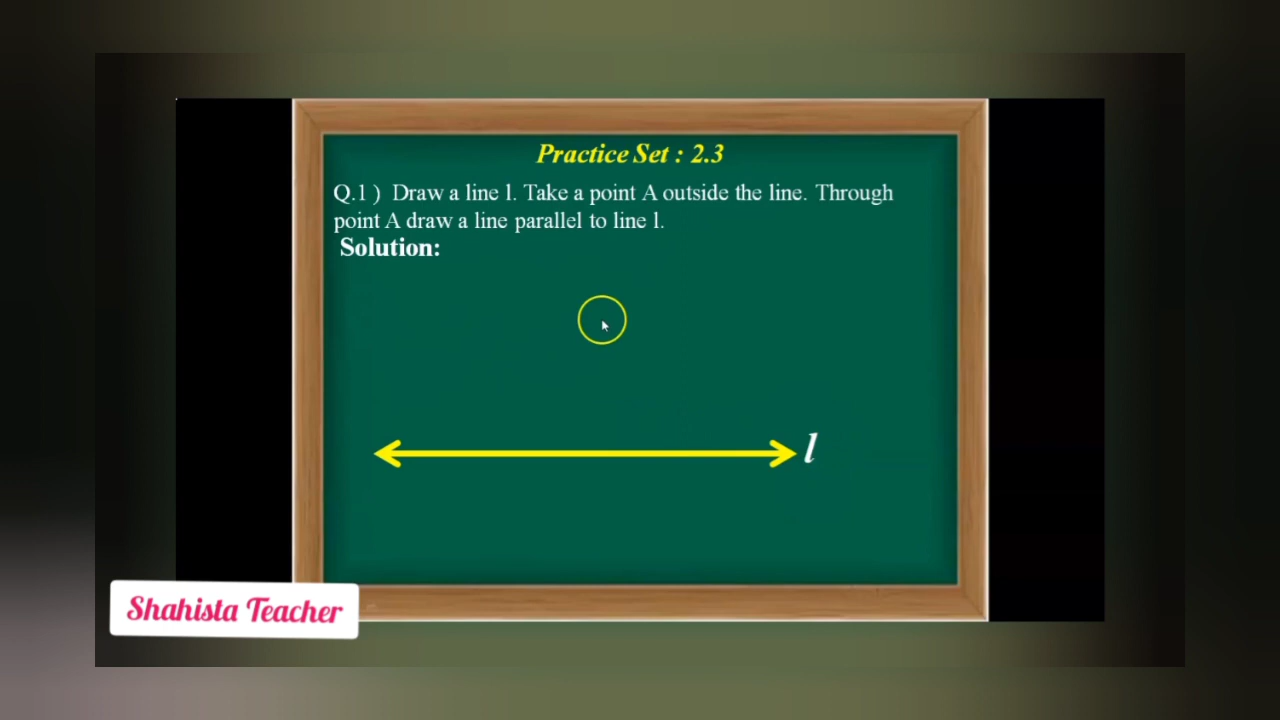 Practice Set : 2.3
Q.1 ) Draw a line l. Take a point A outside the line. Through
point A draw a line parallel to line l.
Solution:
l
Shahista Teacher